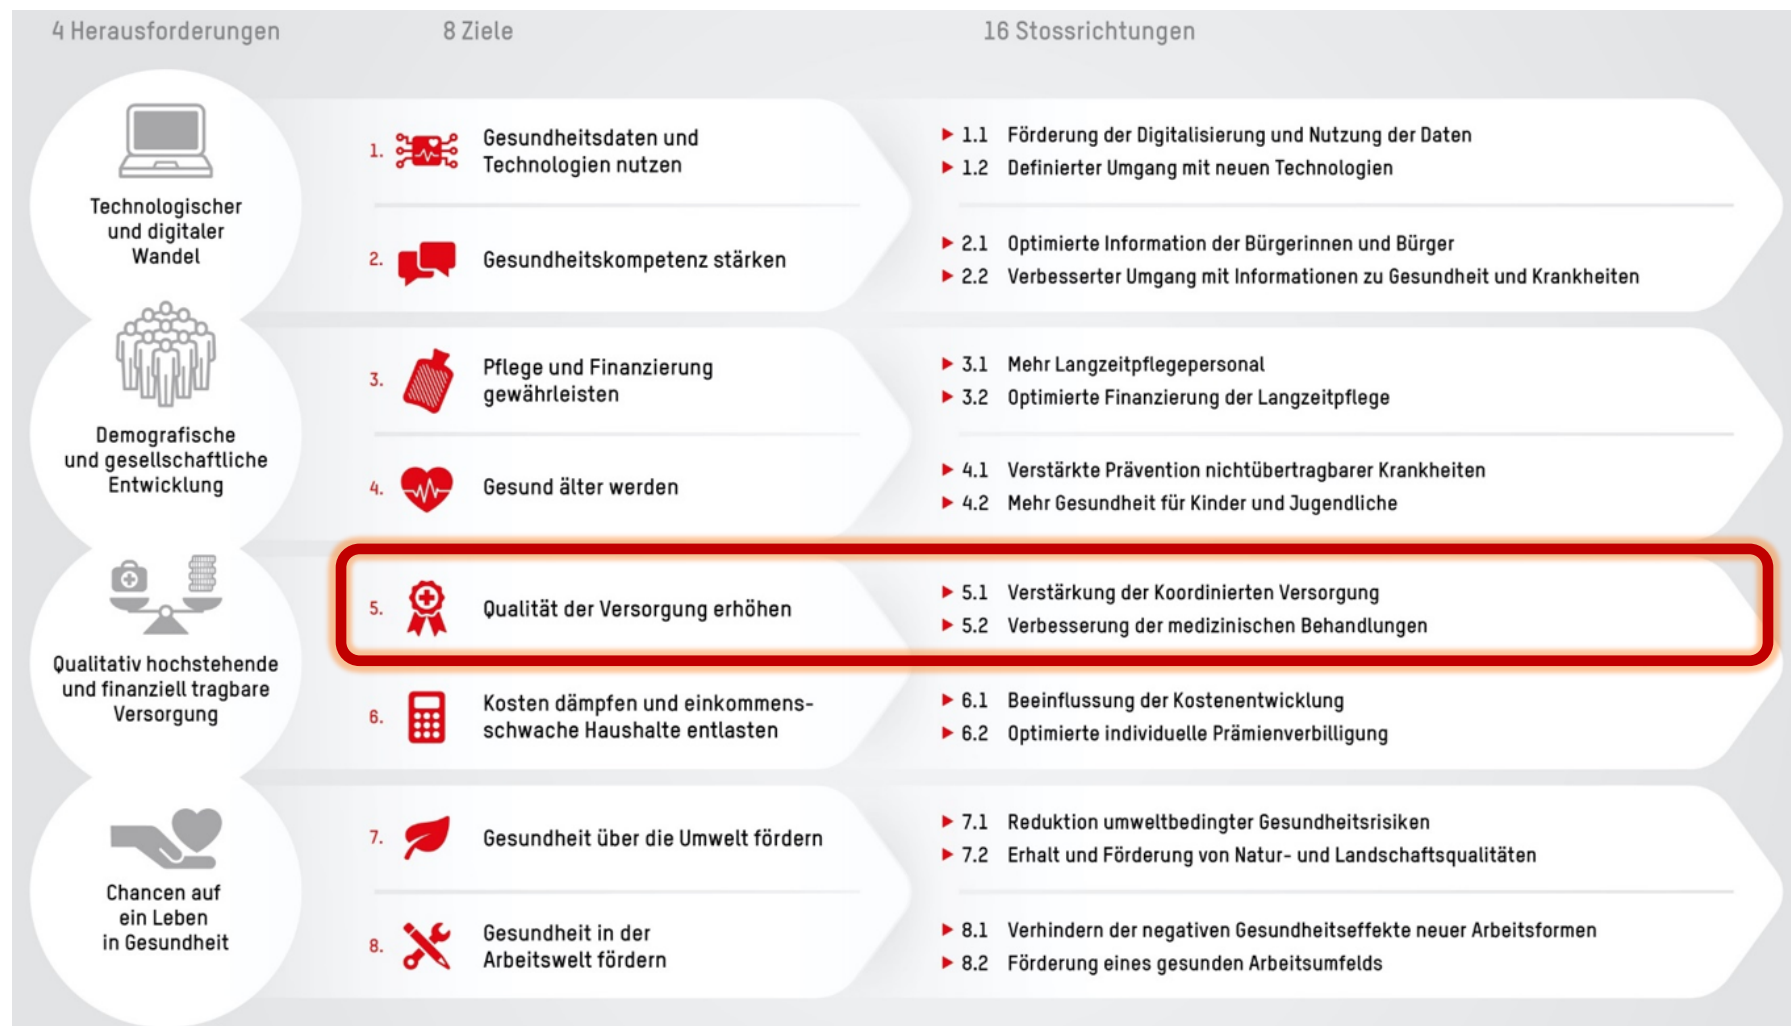 4 Herausforderungen
8 Ziele
16 Stossrichtungen
Technologischer
und digitaler
Wandel
1.
Gesundheitsdaten und
Technologien nutzen
▶ 1.1 Förderung der Digitalisierung und Nutzung der Daten
▶ 1.2 Definierter Umgang mit neuen Technologien
2.
Gesundheitskompetenz stärken
▶ 2.1 Optimierte Information der Bürgerinnen und Bürger
▶ 2.2 Verbesserter Umgang mit Informationen zu Gesundheit und Krankheiten
Demografische
und gesellschaftliche
Entwicklung
3.
Pflege und Finanzierung
gewährleisten
▶ 3.1 Mehr Langzeitpflegepersonal
▶ 3.2 Optimierte Finanzierung der Langzeitpflege
4.
Gesund älter werden
▶ 4.1 Verstärkte Prävention nichtübertragbarer Krankheiten
▶ 4.2 Mehr Gesundheit für Kinder und Jugendliche
Qualitativ hochstehende
und finanziell tragbare
Versorgung
5.
Qualität der Versorgung erhöhen
▶ 5.1 Verstärkung der Koordinierten Versorgung
▶ 5.2 Verbesserung der medizinischen Behandlungen
6.
Kosten dämpfen und einkommens-
schwache Haushalte entlasten
▶ 6.1 Beeinflussung der Kostenentwicklung
▶ 6.2 Optimierte individuelle Prämienverbilligung
Chancen auf
ein Leben
in Gesundheit
7.
Gesundheit über die Umwelt fördern
▶ 7.1 Reduktion umweltbedingter Gesundheitsrisiken
▶ 7.2 Erhalt und Förderung von Natur- und Landschaftsqualitäten
8.
Gesundheit in der
Arbeitswelt fördern
▶ 8.1 Verhindern der negativen Gesundheitseffekte neuer Arbeitsformen
▶ 8.2 Förderung eines gesunden Arbeitsumfelds